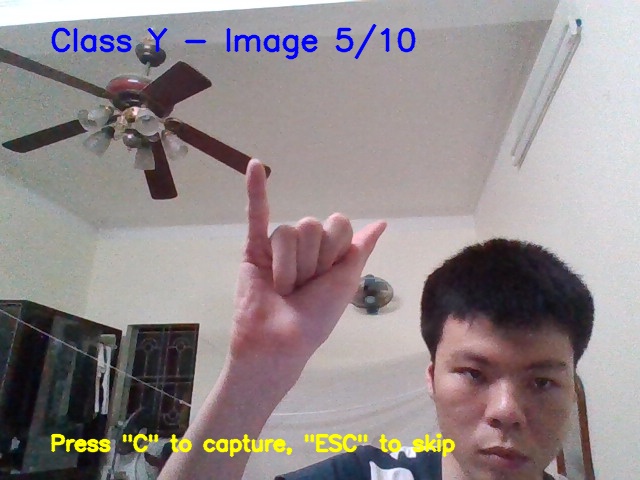 Class Y - Image 5/10
Press "C" to capture, "ESC" to skip